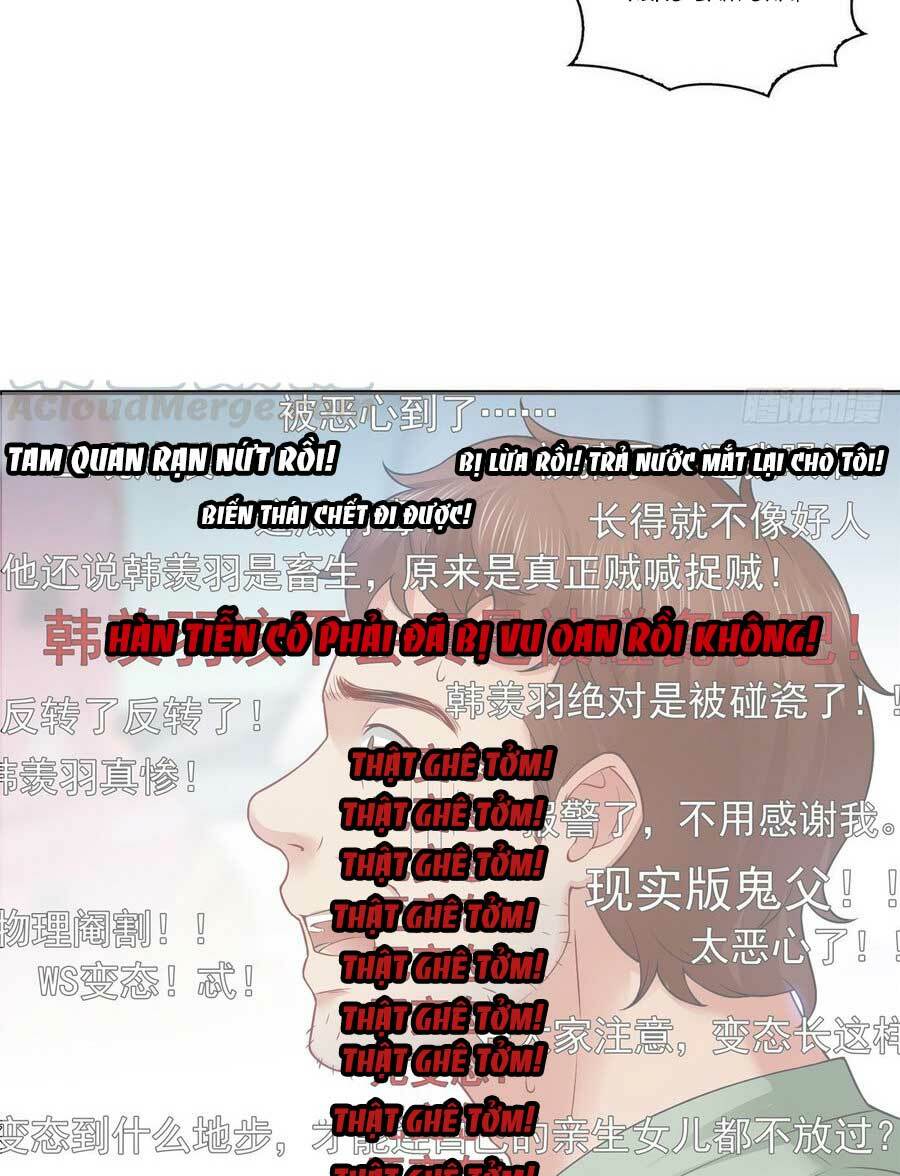 AcloudMerge
被恶心到了……
TAM QUAN RẠN NỨT RỒI!
BỊ LỪA RỒI! TRẢ NƯỚC MẮT LẠI CHO TÔI!
BIẾN THÁI CHẾT ĐI ĐƯỢC!
长得就不像好人
他还说韩羡羽是畜生，原来是真正贼喊捉贼！
HÀN TIỄN CÓ PHẢI ĐÃ BỊ VU OAN RỒI KHÔNG!
韩羡羽绝对是被碰瓷了！！
反转了反转了！
韩羡羽真惨！
THẬT GHÊ TỞM!
THẬT GHÊ TỞM!
报警了，不用感谢我。
THẬT GHÊ TỞM!
现实版鬼父！！
THẬT GHÊ TỞM!
物理阉割！！
太恶心了！！
THẬT GHÊ TỞM!
WS变态！忒！
THẬT GHÊ TỞM!
大家注意，变态长这样
THẬT GHÊ TỞM!
THẬT GHÊ TỞM!
变态到什么地步，才能连自己的亲生女儿都不放过？
THẬT GHÊ TỞM!